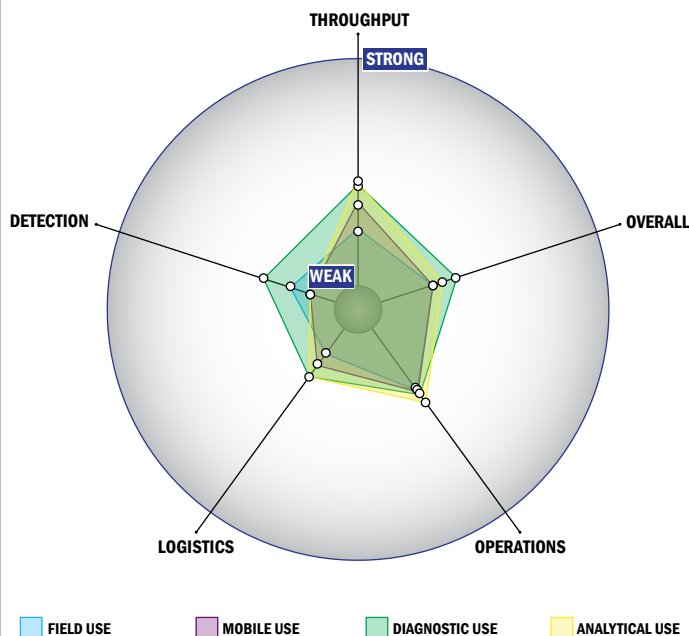 THROUGHPUT
STRONG
DETECTION
OVERALL
WEAK
LOGISTICS
OPERATIONS
FIELD USE
MOBILE USE
DIAGNOSTIC USE
ANALYTICAL USE